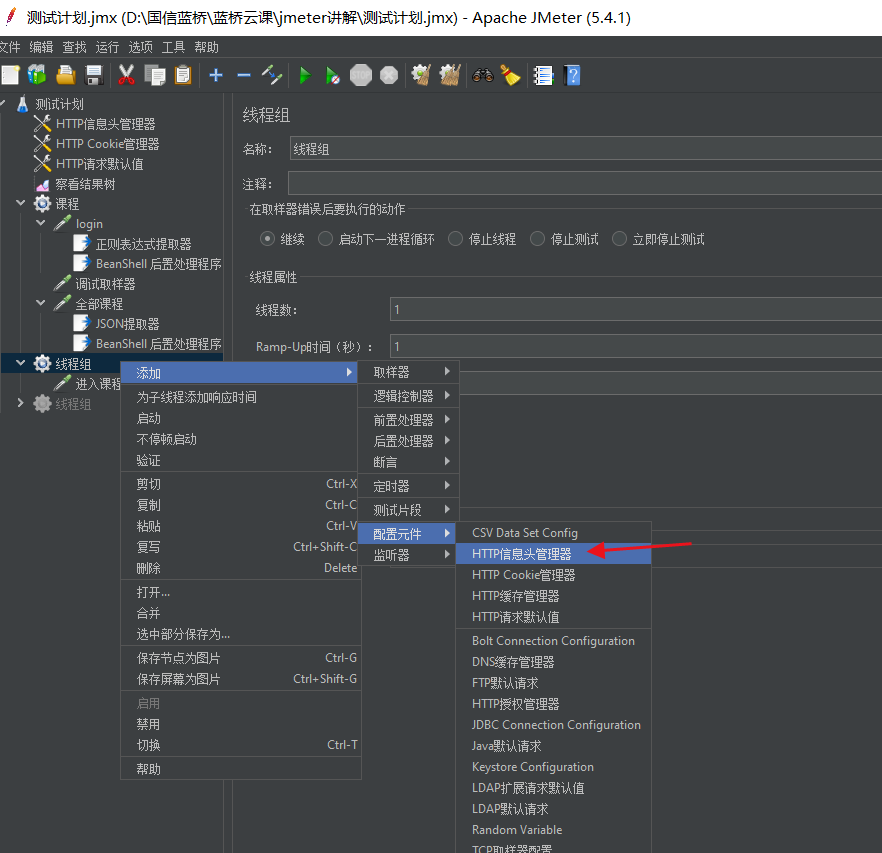 测试计划.jmx (D:\国信蓝桥\蓝桥云课\jmeter讲解\测试计划.jmx) - Apache JMeter (5.4.1)
文件 编辑 查找 运行 选项 工具 帮助
测试计划
HTTP信息头管理器
HTTP Cookie管理器
HTTP请求默认值
察看结果树
课程
login
正则表达式提取器
BeanShell 后置处理程序
调试取样器
全部课程
JSON提取器
BeanShell 后置处理程序
线程组
进入课程
线程组
线程组
名称: 线程组
注释:
在取样器错误后要执行的动作
继续 启动下一进程循环 停止线程 停止测试 立即停止测试
线程属性
线程数: 1
Ramp-Up时间（秒）: 1
添加
为子线程添加响应时间
启动
不停顿启动
验证
剪切 Ctrl-X
复制 Ctrl-C
粘贴 Ctrl-V
复写 Ctrl+Shift-C
删除 Delete
打开...
合并
选中部分保存为...
保存节点为图片 Ctrl-G
保存屏幕为图片 Ctrl+Shift-G
启用
禁用
切换 Ctrl-T
帮助
取样器
逻辑控制器
前置处理器
后置处理器
断言
定时器
测试片段
配置元件
监听器
CSV Data Set Config
HTTP信息头管理器
HTTP Cookie管理器
HTTP缓存管理器
HTTP请求默认值
Bolt Connection Configuration
DNS缓存管理器
FTP默认请求
HTTP授权管理器
JDBC Connection Configuration
Java默认请求
Keystore Configuration
LDAP扩展请求默认值
LDAP默认请求
Random Variable
TCP取样器配置